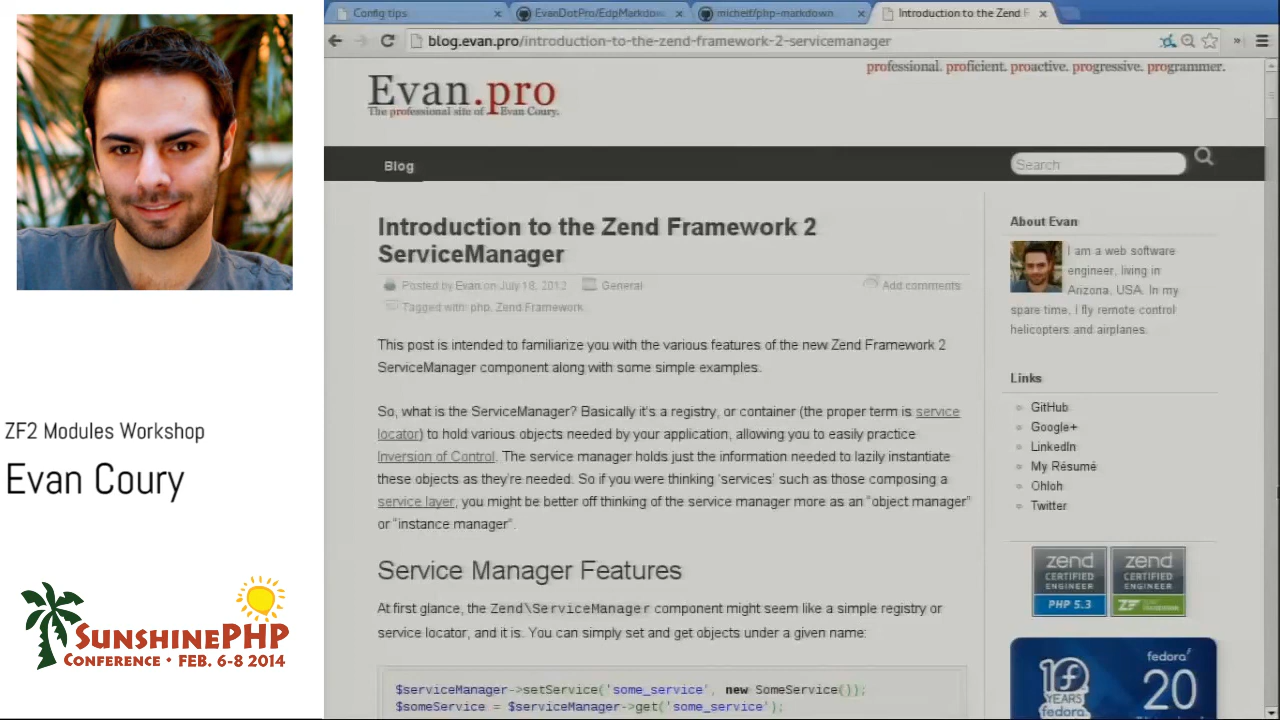 ZF2 Modules Workshop
Evan Coury
SUNSHINEPHP
CONFERENCE • FEB. 6-8 2014
Config tips
EvanDotPro/EdpMarkdow
michelf/php-markdown
Introduction to the Zend F
blog.evan.pro/introduction-to-the-zend-framework-2-servicemanager
professional. proficient. proactive. progressive. programmer.
Evan.pro
The professional site of Evan Coury.
Blog
Search
Introduction to the Zend Framework 2
ServiceManager
Posted by Evan on July 18, 2012
General
Add comments
Tagged with: php, Zend Framework
This post is intended to familiarize you with the various features of the new Zend Framework 2
ServiceManager component along with some simple examples.
So, what is the ServiceManager? Basically it's a registry, or container (the proper term is service
locator) to hold various objects needed by your application, allowing you to easily practice
Inversion of Control. The service manager holds just the information needed to lazily instantiate
these objects as they're needed. So if you were thinking 'services' such as those composing a
service layer, you might be better off thinking of the service manager more as an "object manager"
or "instance manager".
Service Manager Features
At first glance, the Zend\ServiceManager component might seem like a simple registry or
service locator, and it is. You can simply set and get objects under a given name:
$serviceManager->setService('some_service', new SomeService());
$someService = $serviceManager->get('some_service');
About Evan
I am a web software
engineer, living in
Arizona, USA. In my
spare time, I fly remote control
helicopters and airplanes.
Links
GitHub
Google+
LinkedIn
My Résumé
Ohloh
Twitter
zend
CERTIFIED
ENGINEER
PHP 5.3
zend
CERTIFIED
ENGINEER
ZF
10
YEARS
fedora
fedora
20